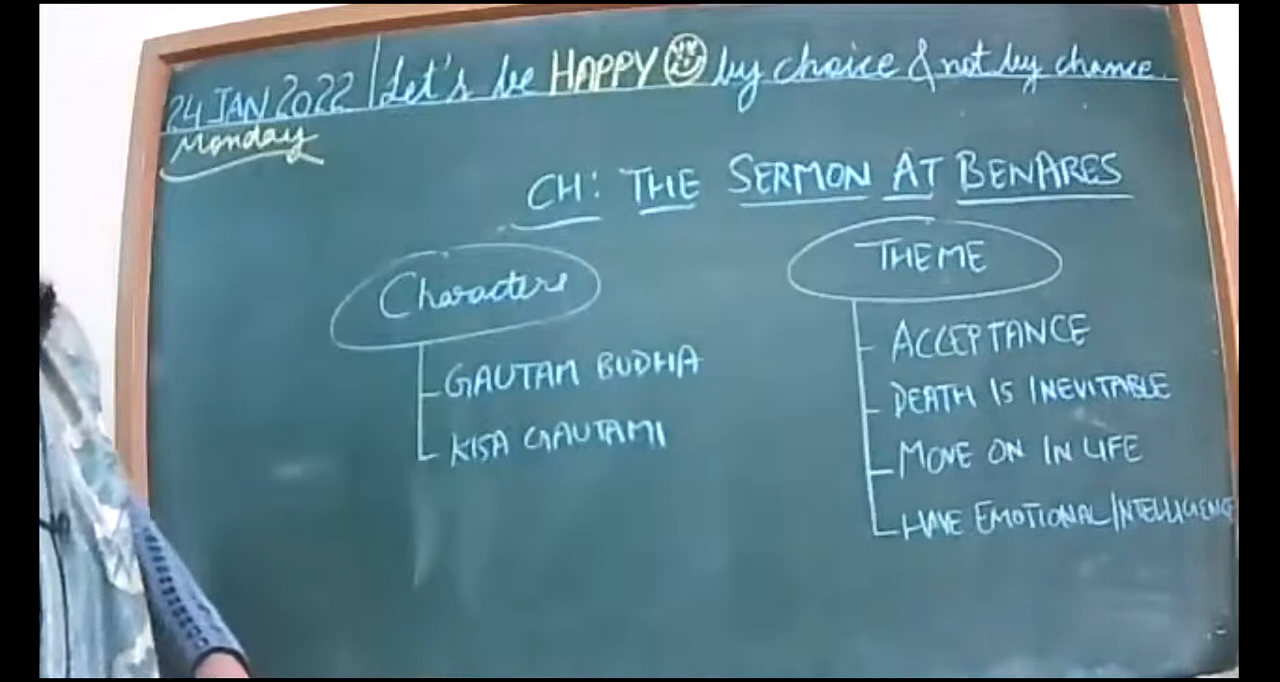 24 JAN 2022 | Let's be HAPPY by choice & not by chance.
Monday
CH: THE SERMON AT BENARES
Characters
GAUTAM BUDHA
KISA GAUTAMI
THEME
ACCEPTANCE
DEATH IS INEVITABLE
MOVE ON IN LIFE
HAVE EMOTIONAL INTELLIGENCE